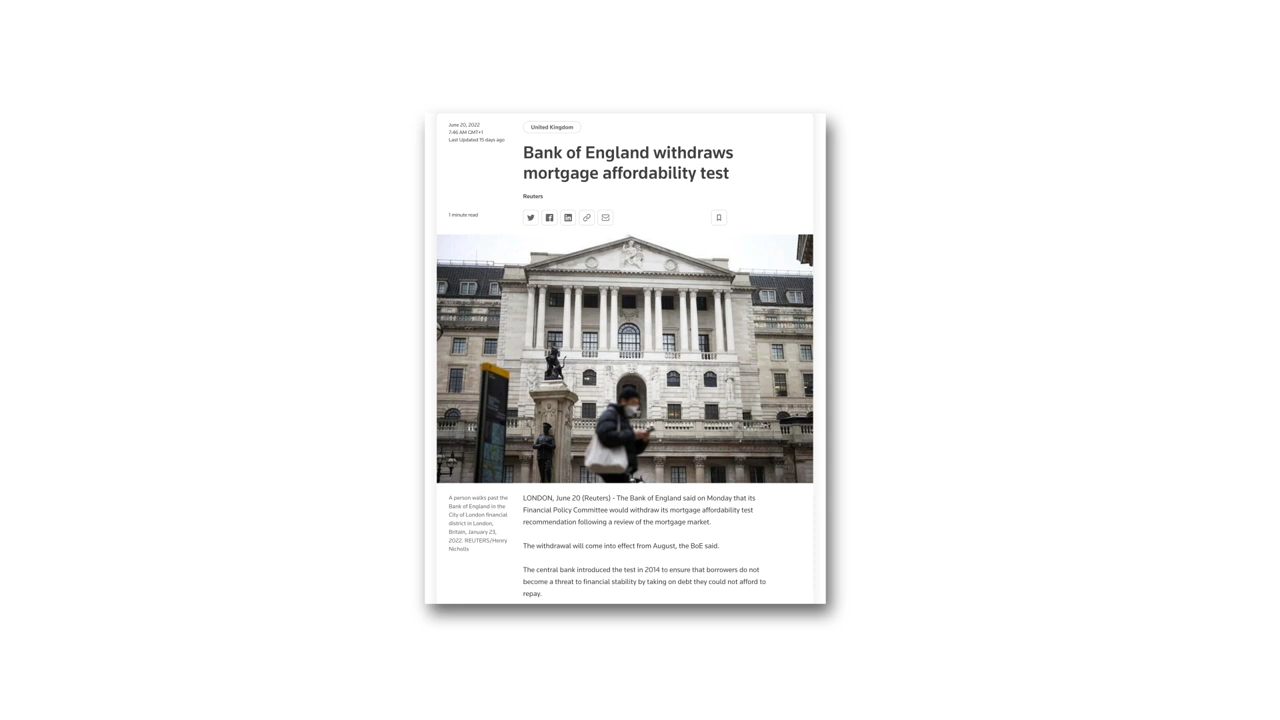 June 20, 2022
7:46 AM GMT+1
Last Updated 15 days ago
United Kingdom
Bank of England withdraws
mortgage affordability test
Reuters
1 minute read
A person walks past the
Bank of England in the
City of London financial
district in London,
Britain, January 23,
2022. REUTERS/Henry
Nicholls
LONDON, June 20 (Reuters) - The Bank of England said on Monday that its
Financial Policy Committee would withdraw its mortgage affordability test
recommendation following a review of the mortgage market.
The withdrawal will come into effect from August, the BoE said.
The central bank introduced the test in 2014 to ensure that borrowers do not
become a threat to financial stability by taking on debt they could not afford to
repay.